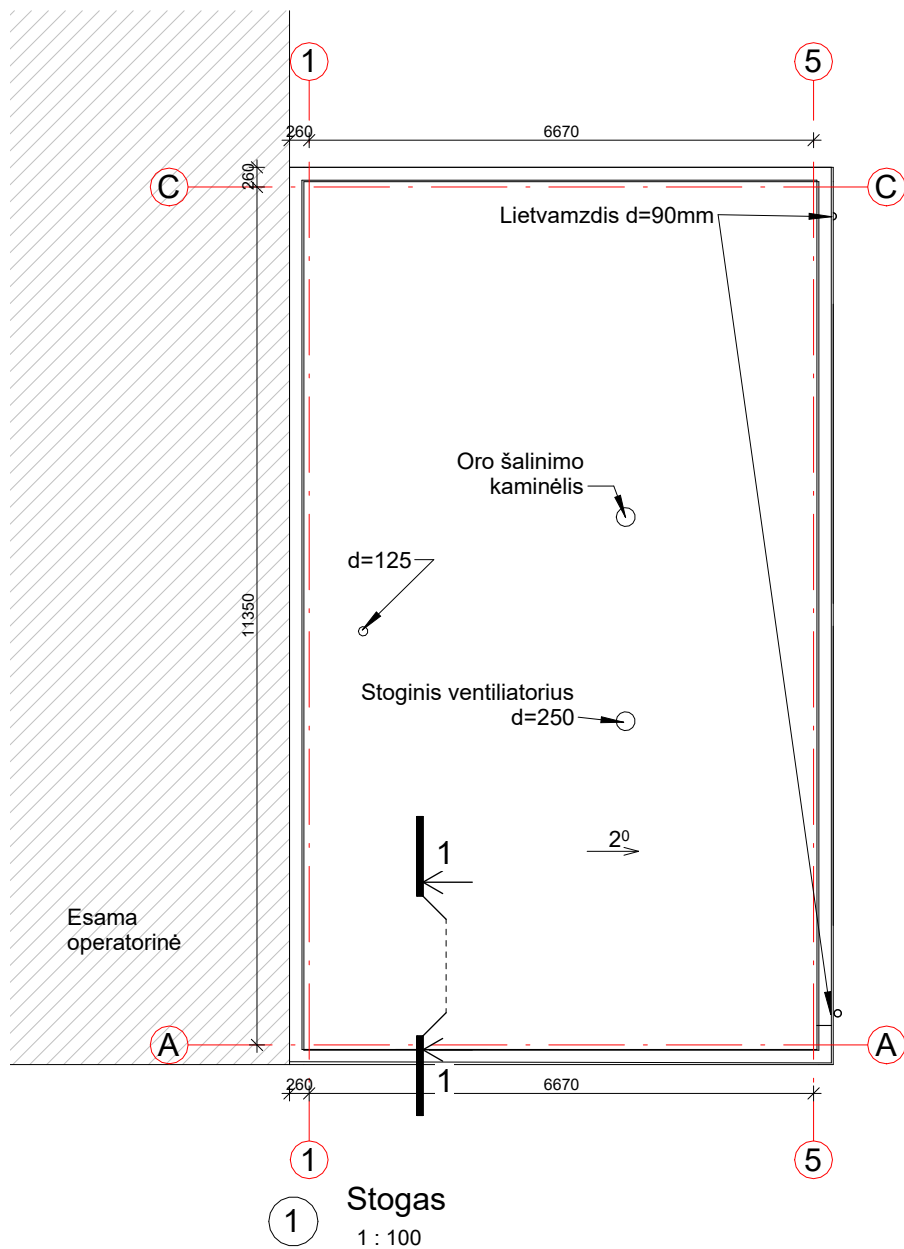 1
5
260
6670
260
C
C
Lietvamzdis d=90mm
Oro šalinimo
kaminėlis
d=125
11350
Stoginis ventiliatorius
d=250
2⁰
1
Esama
operatorinė
A
A
1
260
6670
1
5
1
Stogas
1 : 100